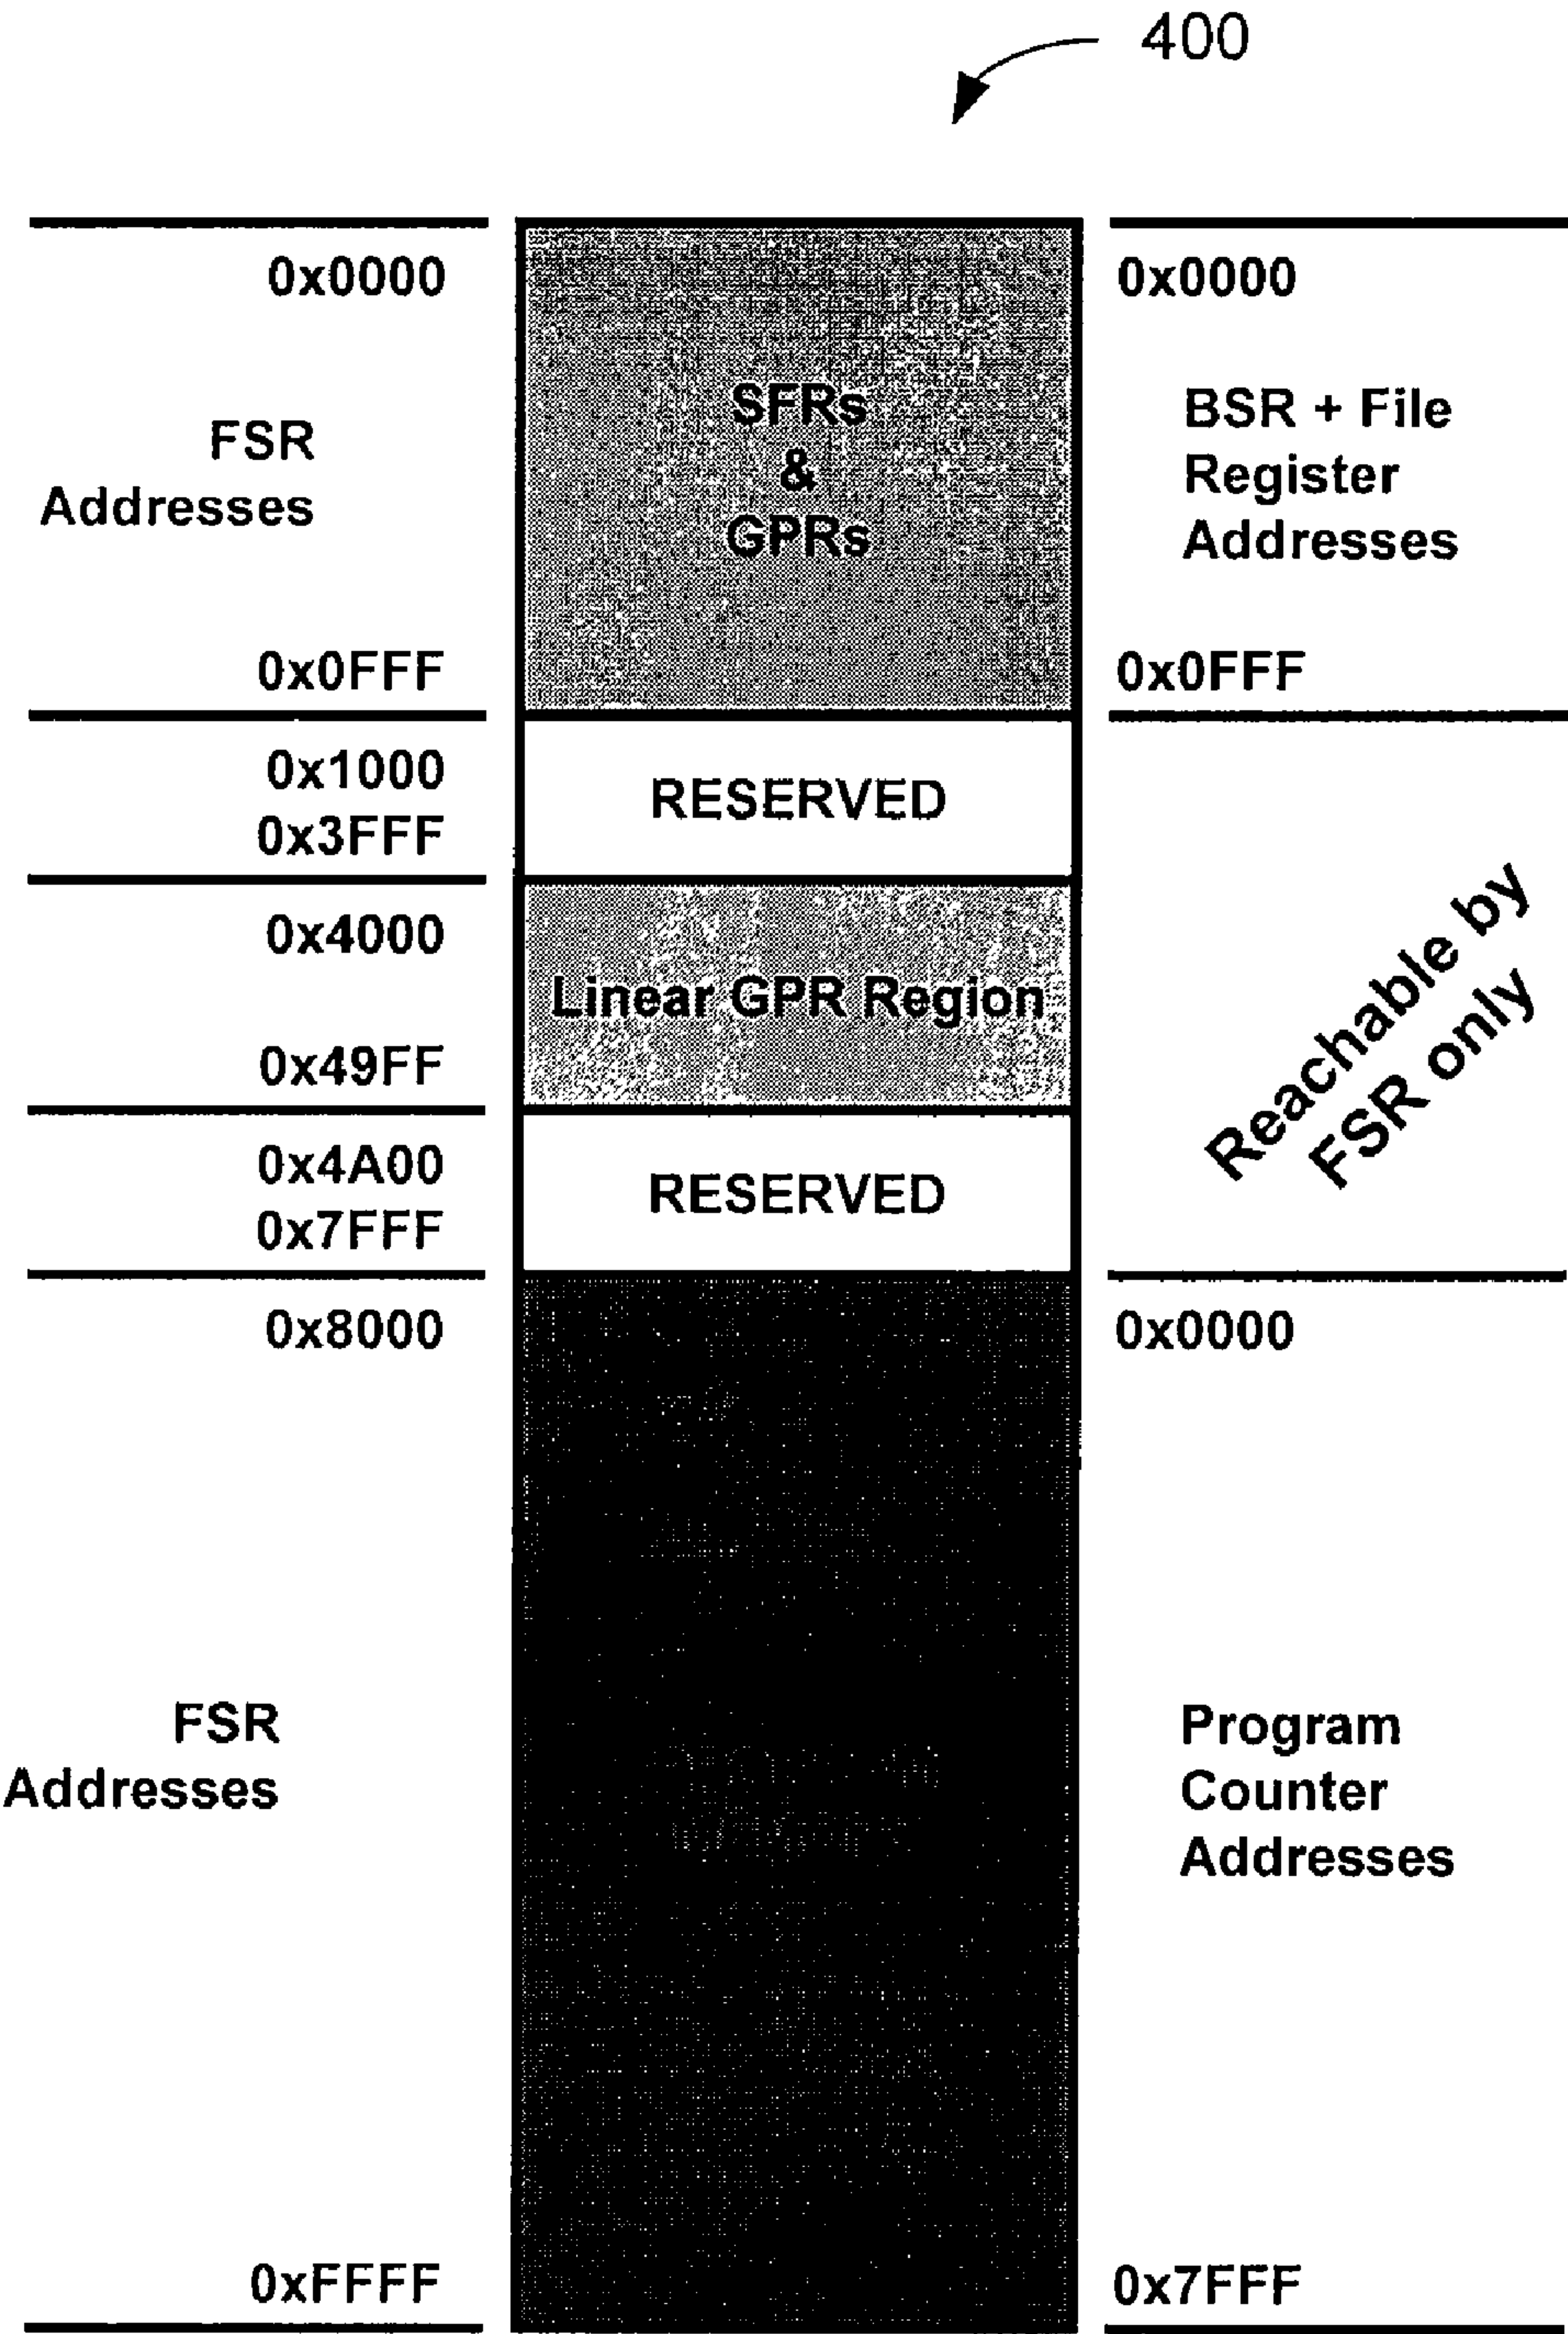 400
0x0000
FSR
Addresses
0x0FFF
0x1000
0x3FFF
0x4000
0x49FF
0x4A00
0x7FFF
0x8000
FSR
Addresses
0xFFFF
SFRs
&
GPRs
RESERVED
Linear GPR Region
RESERVED
0x0000
BSR + File
Register
Addresses
0x0FFF
Reachable by
FSR only
0x0000
Program
Counter
Addresses
0x7FFF